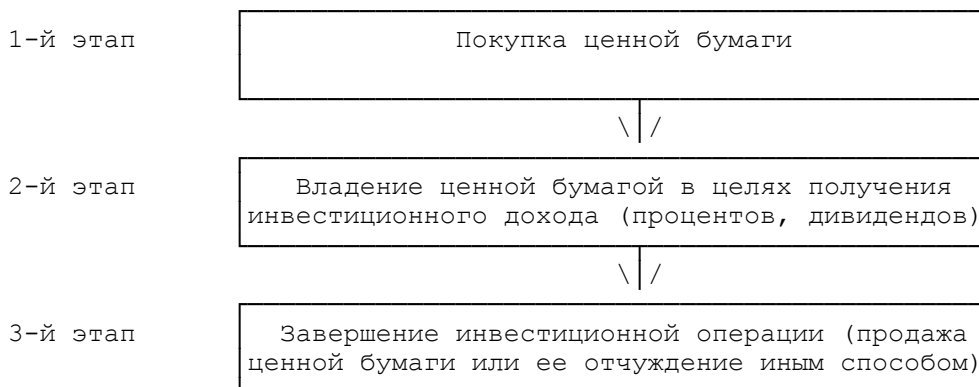 1-й этап Покупка ценной бумаги
2-й этап Владение ценной бумагой в целях получения
инвестиционного дохода (процентов, дивидендов)
3-й этап Завершение инвестиционной операции (продажа
ценной бумаги или ее отчуждение иным способом)